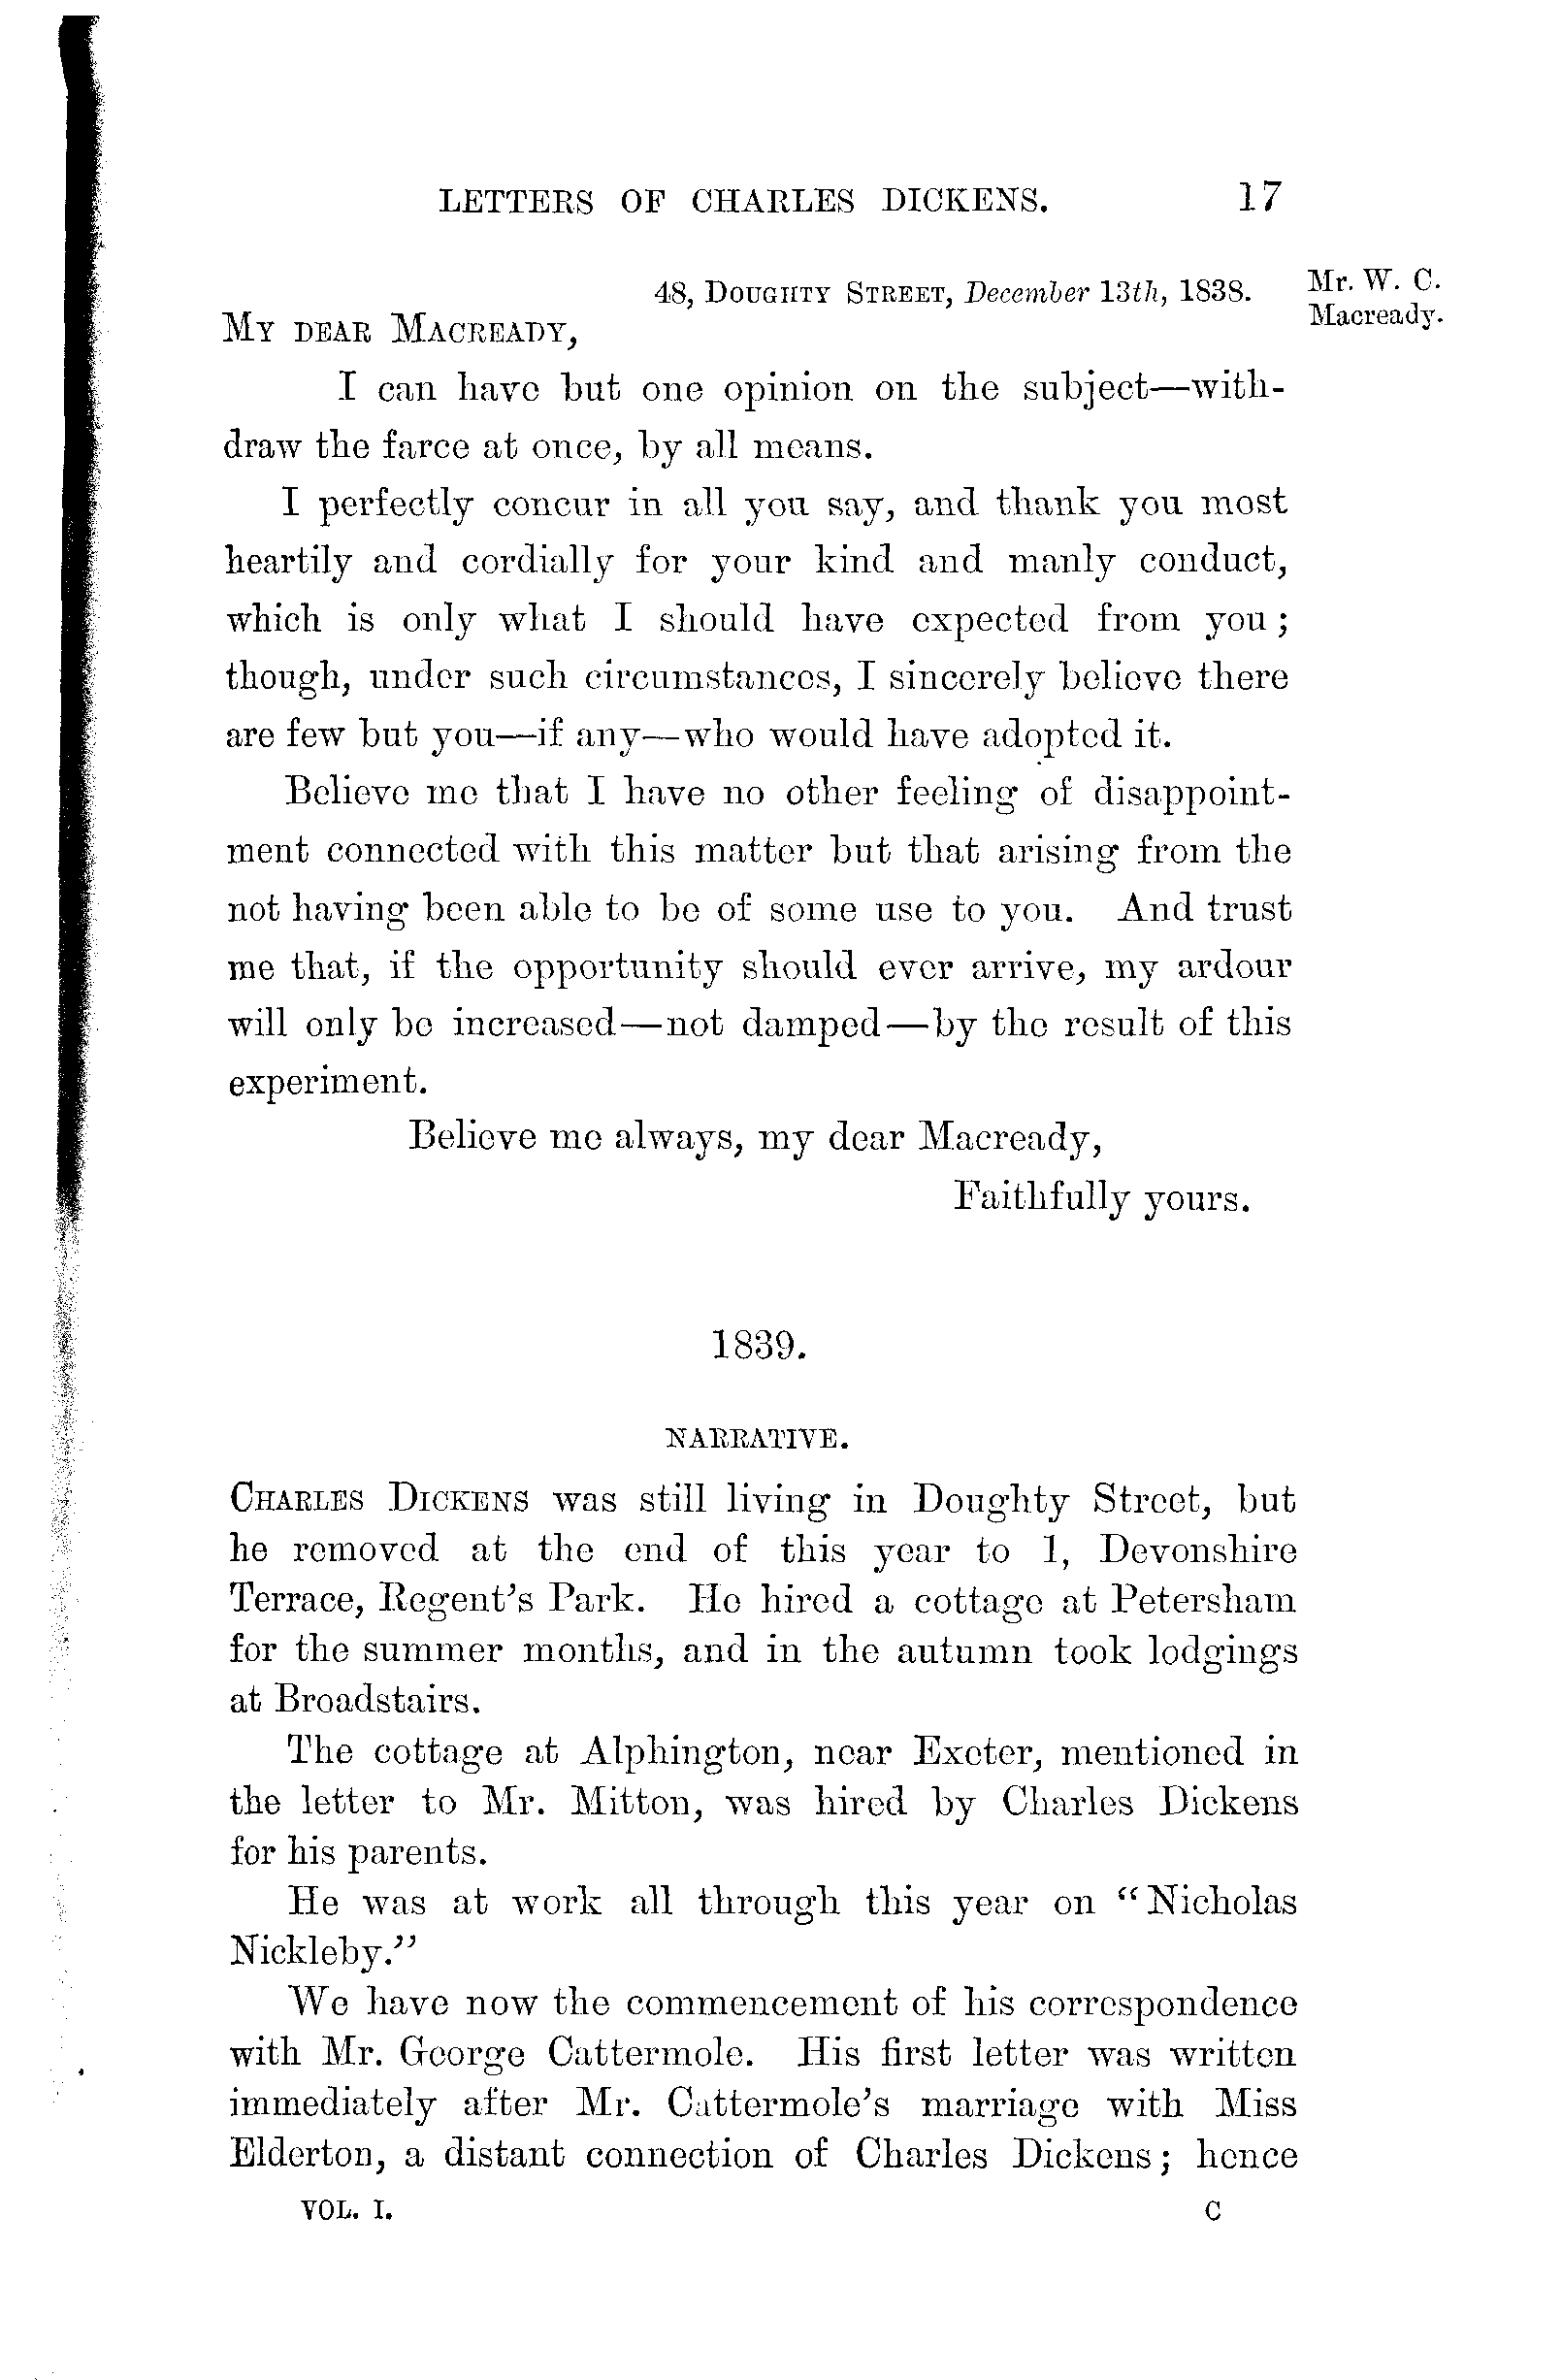 LETTERS OF CHARLES DICKENS. 17
48, Doughty Street, December 13th, 1838.
Mr. W. C.
Macready.
My dear Macready,
I can have but one opinion on the subject—with-
draw the farce at once, by all means.
I perfectly concur in all you say, and thank you most
heartily and cordially for your kind and manly conduct,
which is only what I should have expected from you;
though, under such circumstances, I sincerely believe there
are few but you—if any—who would have adopted it.
Believe me that I have no other feeling of disappoint-
ment connected with this matter but that arising from the
not having been able to be of some use to you. And trust
me that, if the opportunity should ever arrive, my ardour
will only be increased—not damped—by the result of this
experiment.
Believe me always, my dear Macready,
Faithfully yours.
1839.
NARRATIVE.
Charles Dickens was still living in Doughty Street, but
he removed at the end of this year to 1, Devonshire
Terrace, Regent's Park. He hired a cottage at Petersham
for the summer months, and in the autumn took lodgings
at Broadstairs.
The cottage at Alphington, near Exeter, mentioned in
the letter to Mr. Mitton, was hired by Charles Dickens
for his parents.
He was at work all through this year on "Nicholas
Nickleby."
We have now the commencement of his correspondence
with Mr. George Cattermole. His first letter was written
immediately after Mr. Cattermole's marriage with Miss
Elderton, a distant connection of Charles Dickens; hence
VOL. I. C